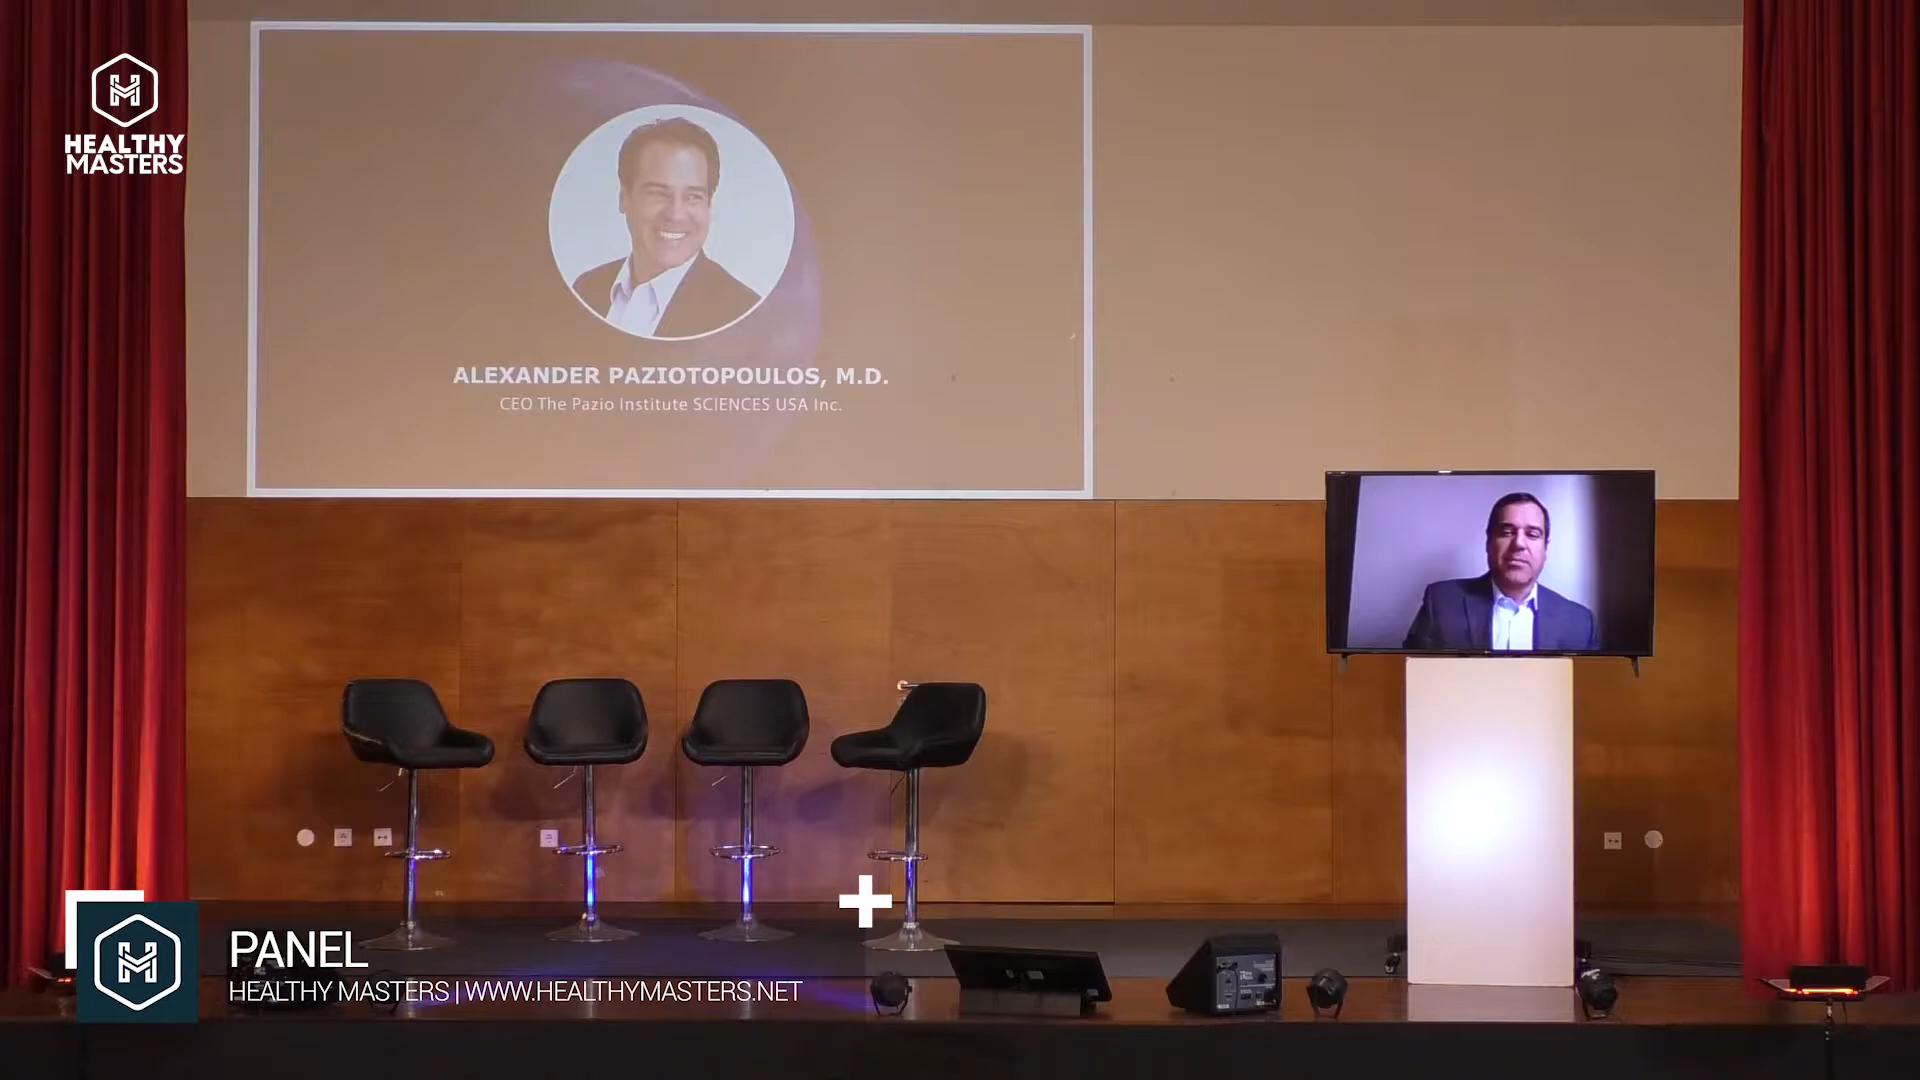 HEALTHY
MASTERS
ALEXANDER PAZIOTOPOULOS, M.D.
CEO The Pazio Institute SCIENCES USA Inc.
PANEL
HEALTHY MASTERS | WWW.HEALTHYMASTERS.NET